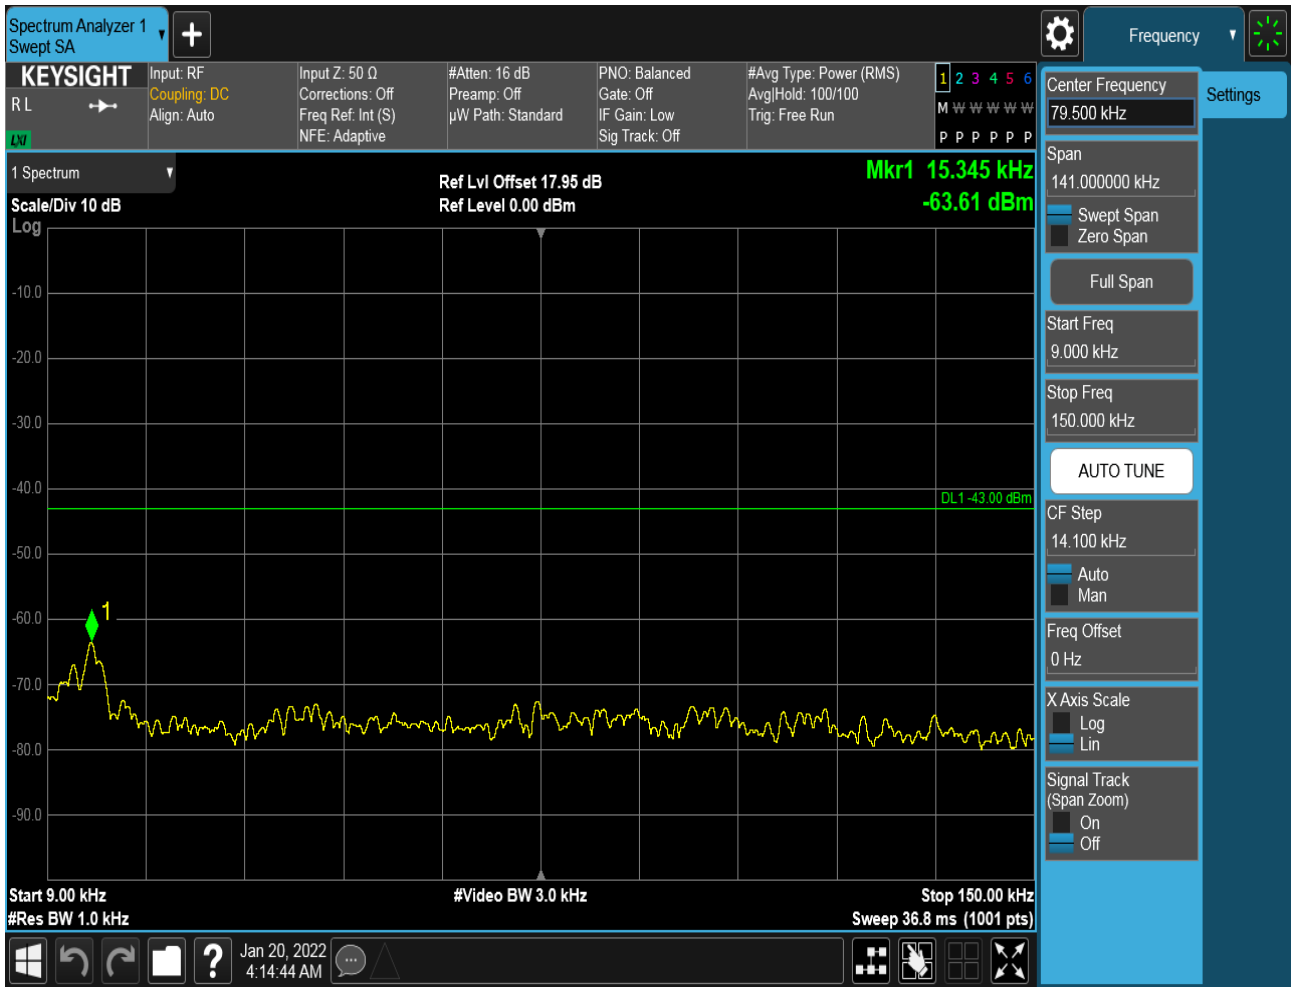 Spectrum Analyzer 1
Swept SA
Frequency
KEYSIGHT
R L
LXI
Input: RF
Coupling: DC
Align: Auto
Input Z: 50 Ω
Corrections: Off
Freq Ref: Int (S)
NFE: Adaptive
#Atten: 16 dB
Preamp: Off
µW Path: Standard
PNO: Balanced
Gate: Off
IF Gain: Low
Sig Track: Off
#Avg Type: Power (RMS)
Avg|Hold: 100/100
Trig: Free Run
1 2 3 4 5 6
M W W W W W
P P P P P P
1 Spectrum
Scale/Div 10 dB
Log
Ref Lvl Offset 17.95 dB
Ref Level 0.00 dBm
Mkr1 15.345 kHz
-63.61 dBm
-10.0
-20.0
-30.0
-40.0
DL1 -43.00 dBm
-50.0
-60.0
1
-70.0
-80.0
-90.0
Start 9.00 kHz
#Res BW 1.0 kHz
#Video BW 3.0 kHz
Stop 150.00 kHz
Sweep 36.8 ms (1001 pts)
Jan 20, 2022
4:14:44 AM
Center Frequency
79.500 kHz
Settings
Span
141.000000 kHz
Swept Span
Zero Span
Full Span
Start Freq
9.000 kHz
Stop Freq
150.000 kHz
AUTO TUNE
CF Step
14.100 kHz
Auto
Man
Freq Offset
0 Hz
X Axis Scale
Log
Lin
Signal Track
(Span Zoom)
On
Off